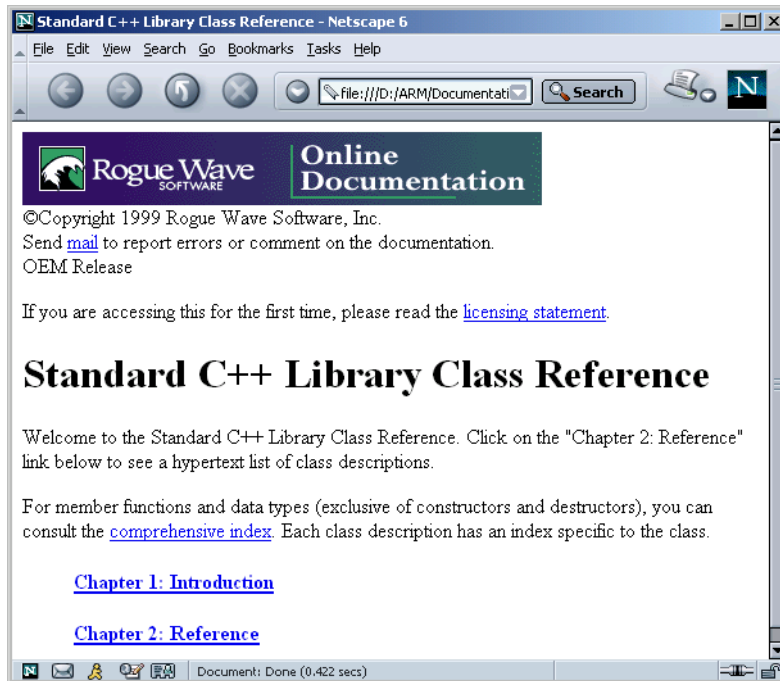 Standard C++ Library Class Reference - Netscape 6
File Edit View Search Go Bookmarks Tasks Help
file:///D:/ARM/Documentati
Search
N
Rogue Wave
SOFTWARE
Online
Documentation
©Copyright 1999 Rogue Wave Software, Inc.
Send mail to report errors or comment on the documentation.
OEM Release
If you are accessing this for the first time, please read the licensing statement.
Standard C++ Library Class Reference
Welcome to the Standard C++ Library Class Reference. Click on the "Chapter 2: Reference"
link below to see a hypertext list of class descriptions.
For member functions and data types (exclusive of constructors and destructors), you can
consult the comprehensive index. Each class description has an index specific to the class.
Chapter 1: Introduction
Chapter 2: Reference
Document: Done (0.422 secs)